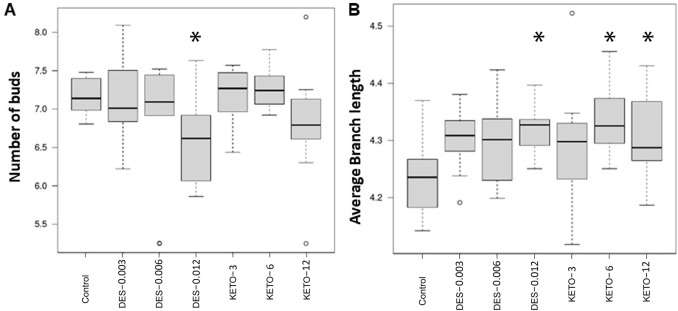 A
B
Number of buds
8.0
7.5
7.0
6.5
6.0
5.5
*
Control
DES-0.003
DES-0.006
DES-0.012
KETO-3
KETO-6
KETO-12
Average Branch length
4.5
4.4
4.3
4.2
* * *
Control
DES-0.003
DES-0.006
DES-0.012
KETO-3
KETO-6
KETO-12